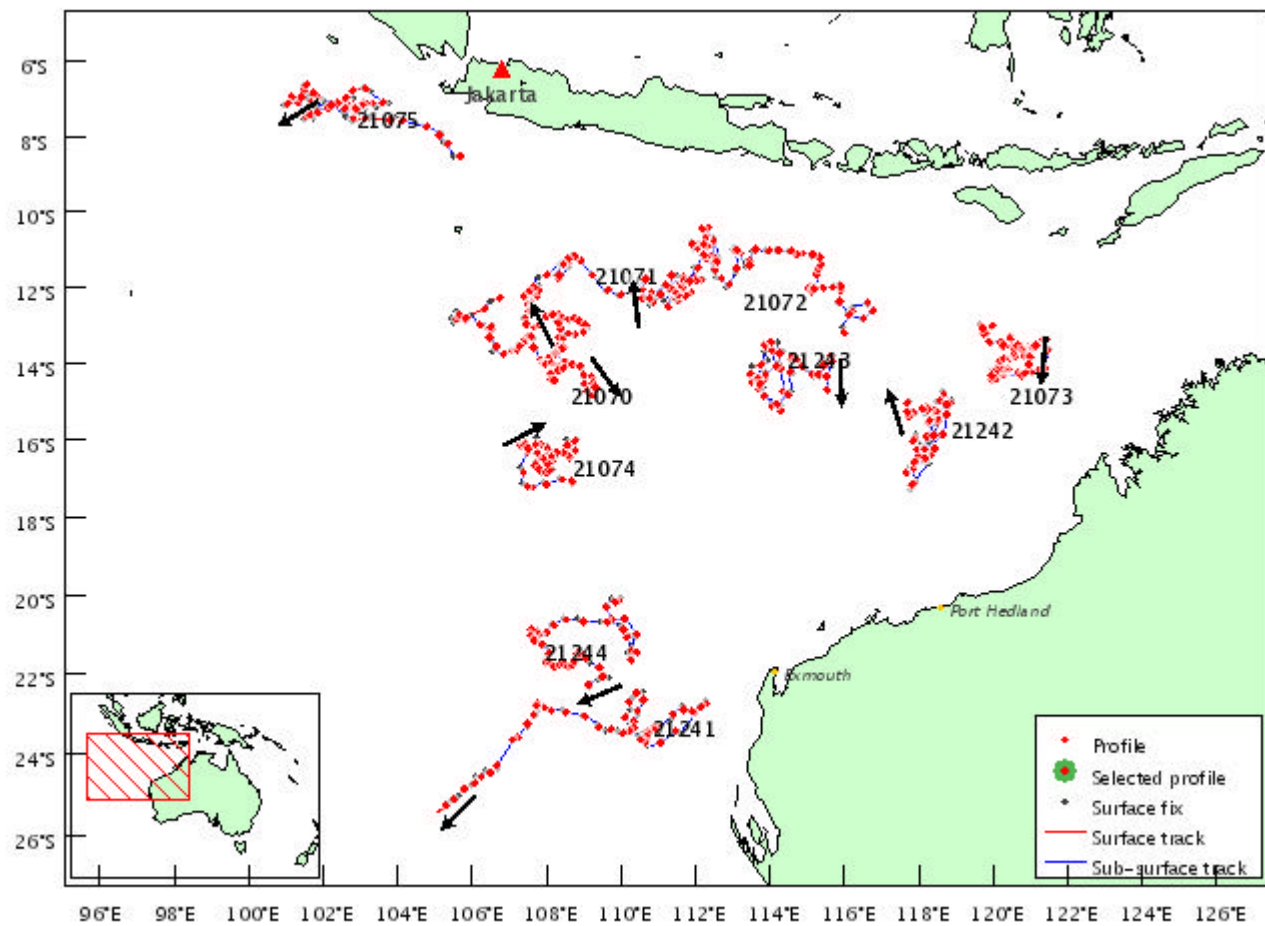 6°S
Jakarta
21075
8°S
10°S
21071
12°S
21072
21243
14°S
21070
21073
21242
16°S
21074
18°S
20°S
Port Hedland
21244
22°S
Exmouth
21241
24°S
26°S
Profile
Selected profile
Surface fix
Surface track
Sub-surface track
96°E 98°E 100°E 102°E 104°E 106°E 108°E 110°E 112°E 114°E 116°E 118°E 120°E 122°E 124°E 126°E